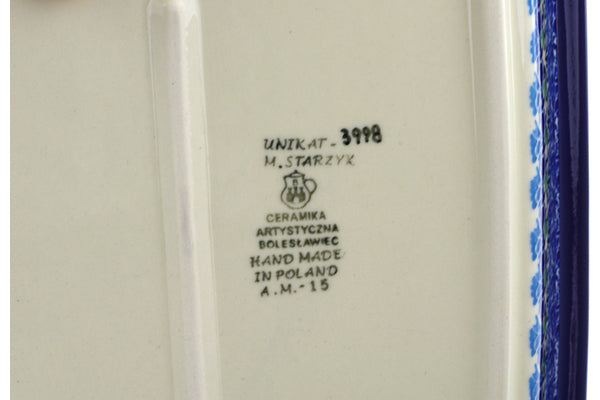 UNIKAT - 3998
M. STARZYK
B
CERAMIKA
ARTYSTYCZNA
BOLESŁAWIEC
HAND MADE
IN POLAND
A.M. - 15